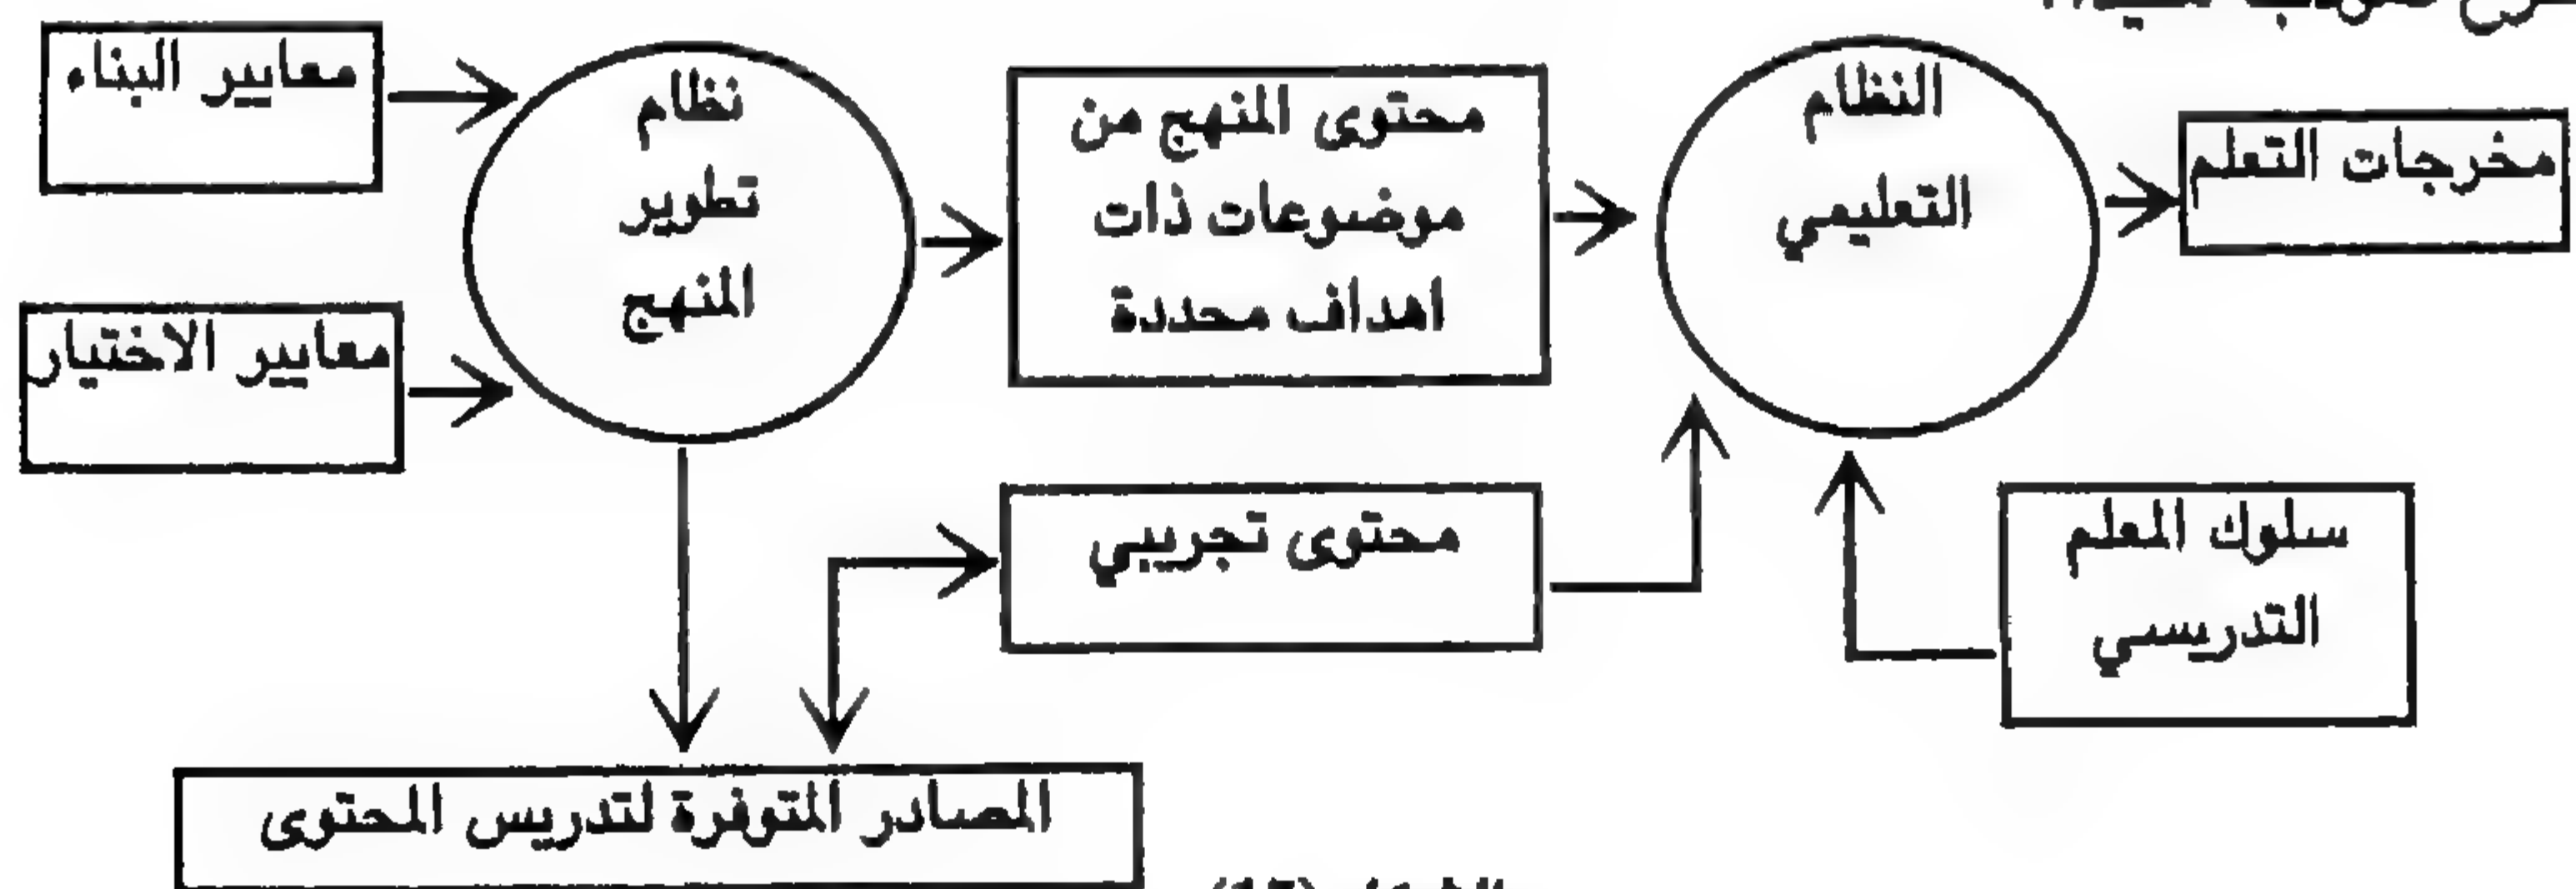 معايير البناء
نظام
تطوير
المنهج
محتوى المنهج من
موضوعات ذات
اهداف محددة
النظام
التعليمي
مخرجات التعلم
معايير الاختيار
محتوى تجريبي
سلوك المعلم
التدريسي
المصادر المتوفرة لتدريس المحتوى